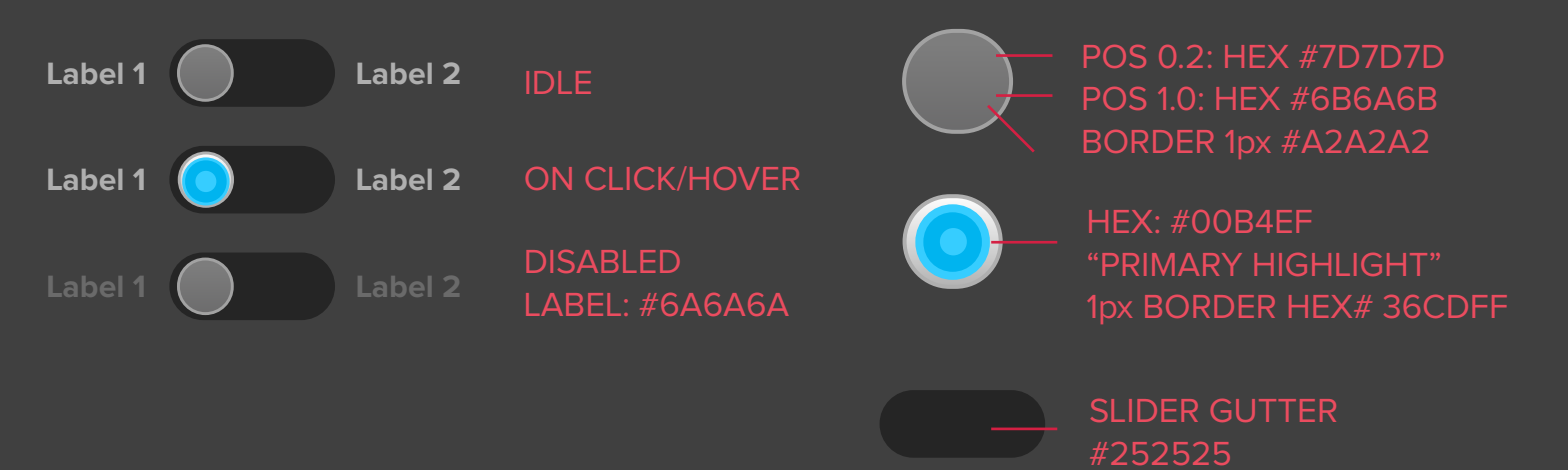 Label 1 Label 2 IDLE
Label 1 Label 2 ON CLICK/HOVER
Label 1 Label 2
DISABLED
LABEL: #6A6A6A
POS 0.2: HEX #7D7D7D
POS 1.0: HEX #6B6A6B
BORDER 1px #A2A2A2
HEX: #00B4EF
“PRIMARY HIGHLIGHT”
1px BORDER HEX# 36CDFF
SLIDER GUTTER
#252525